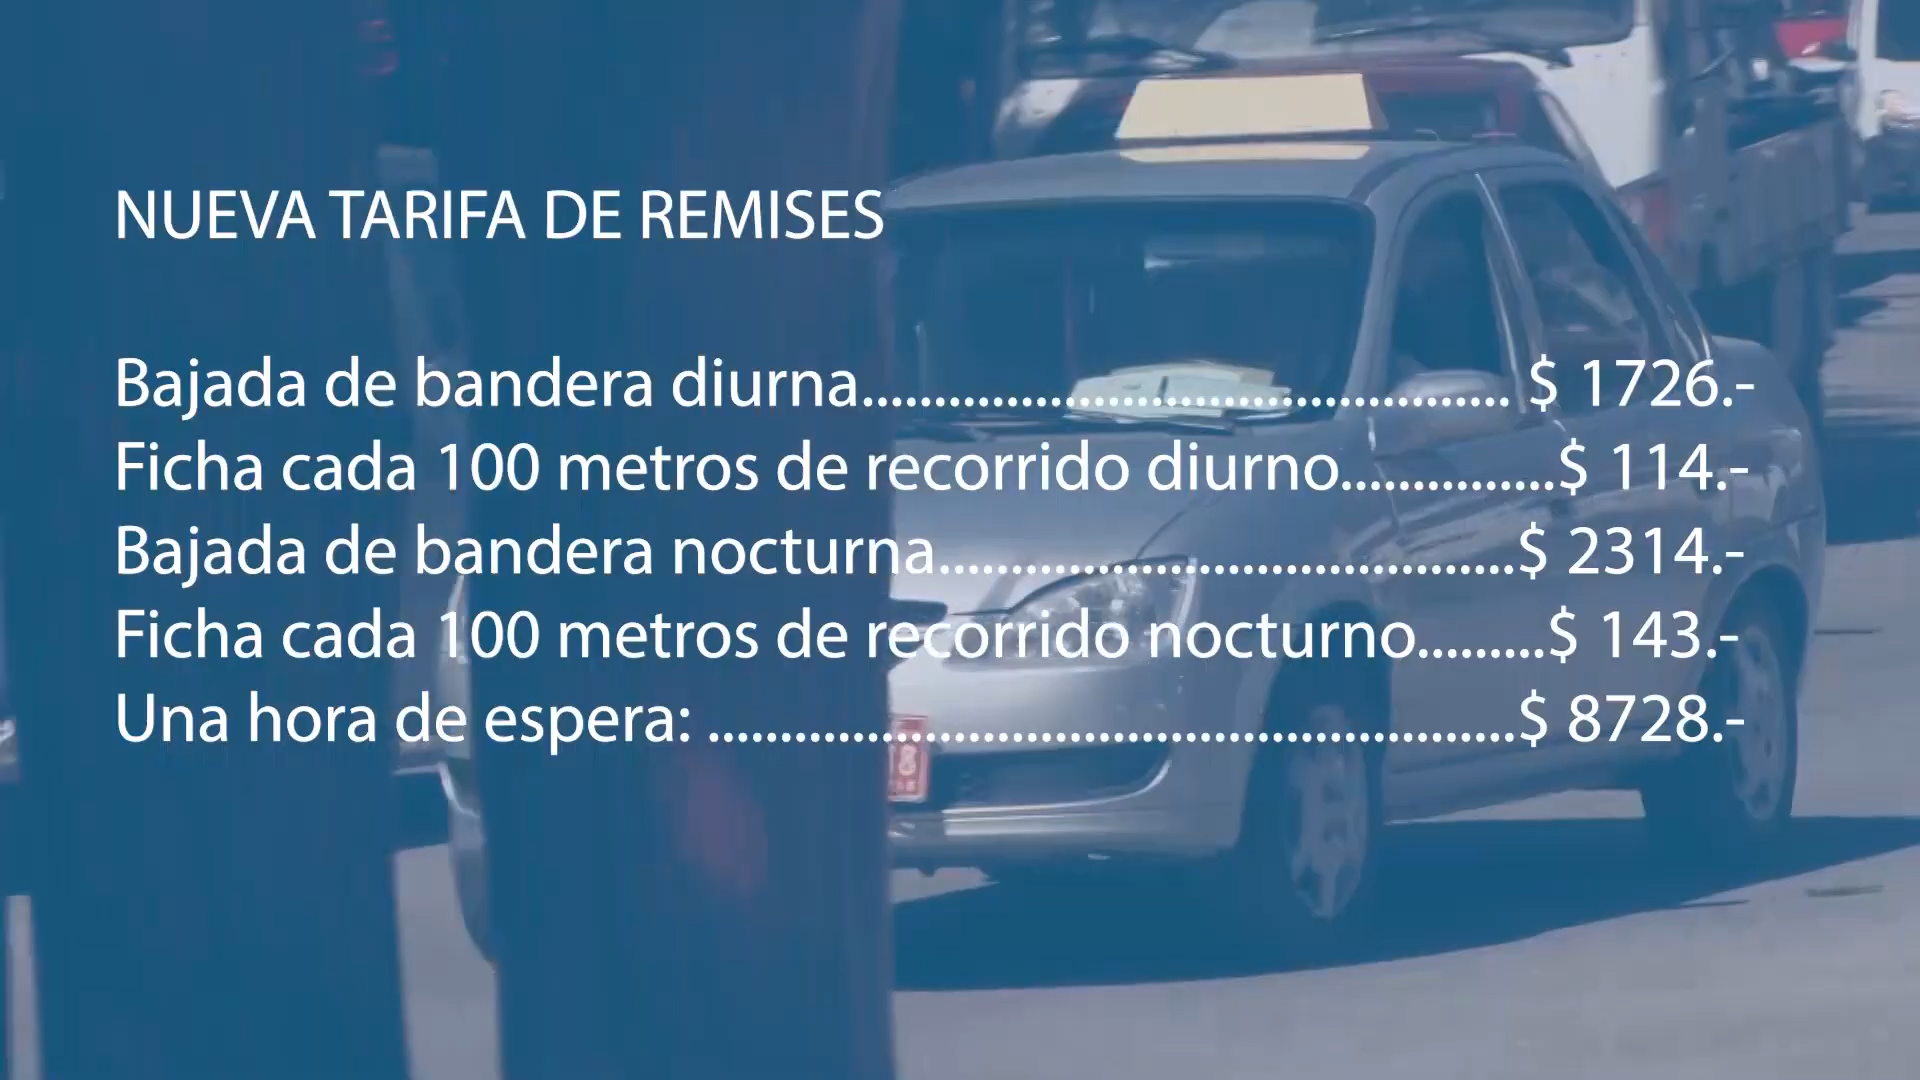 NUEVA TARIFA DE REMISES
Bajada de bandera diurna............................................. $ 1726.-
Ficha cada 100 metros de recorrido diurno...............$ 114.-
Bajada de bandera nocturna........................................$ 2314.-
Ficha cada 100 metros de recorrido nocturno.........$ 143.-
Una hora de espera: ........................................................$ 8728.-
18